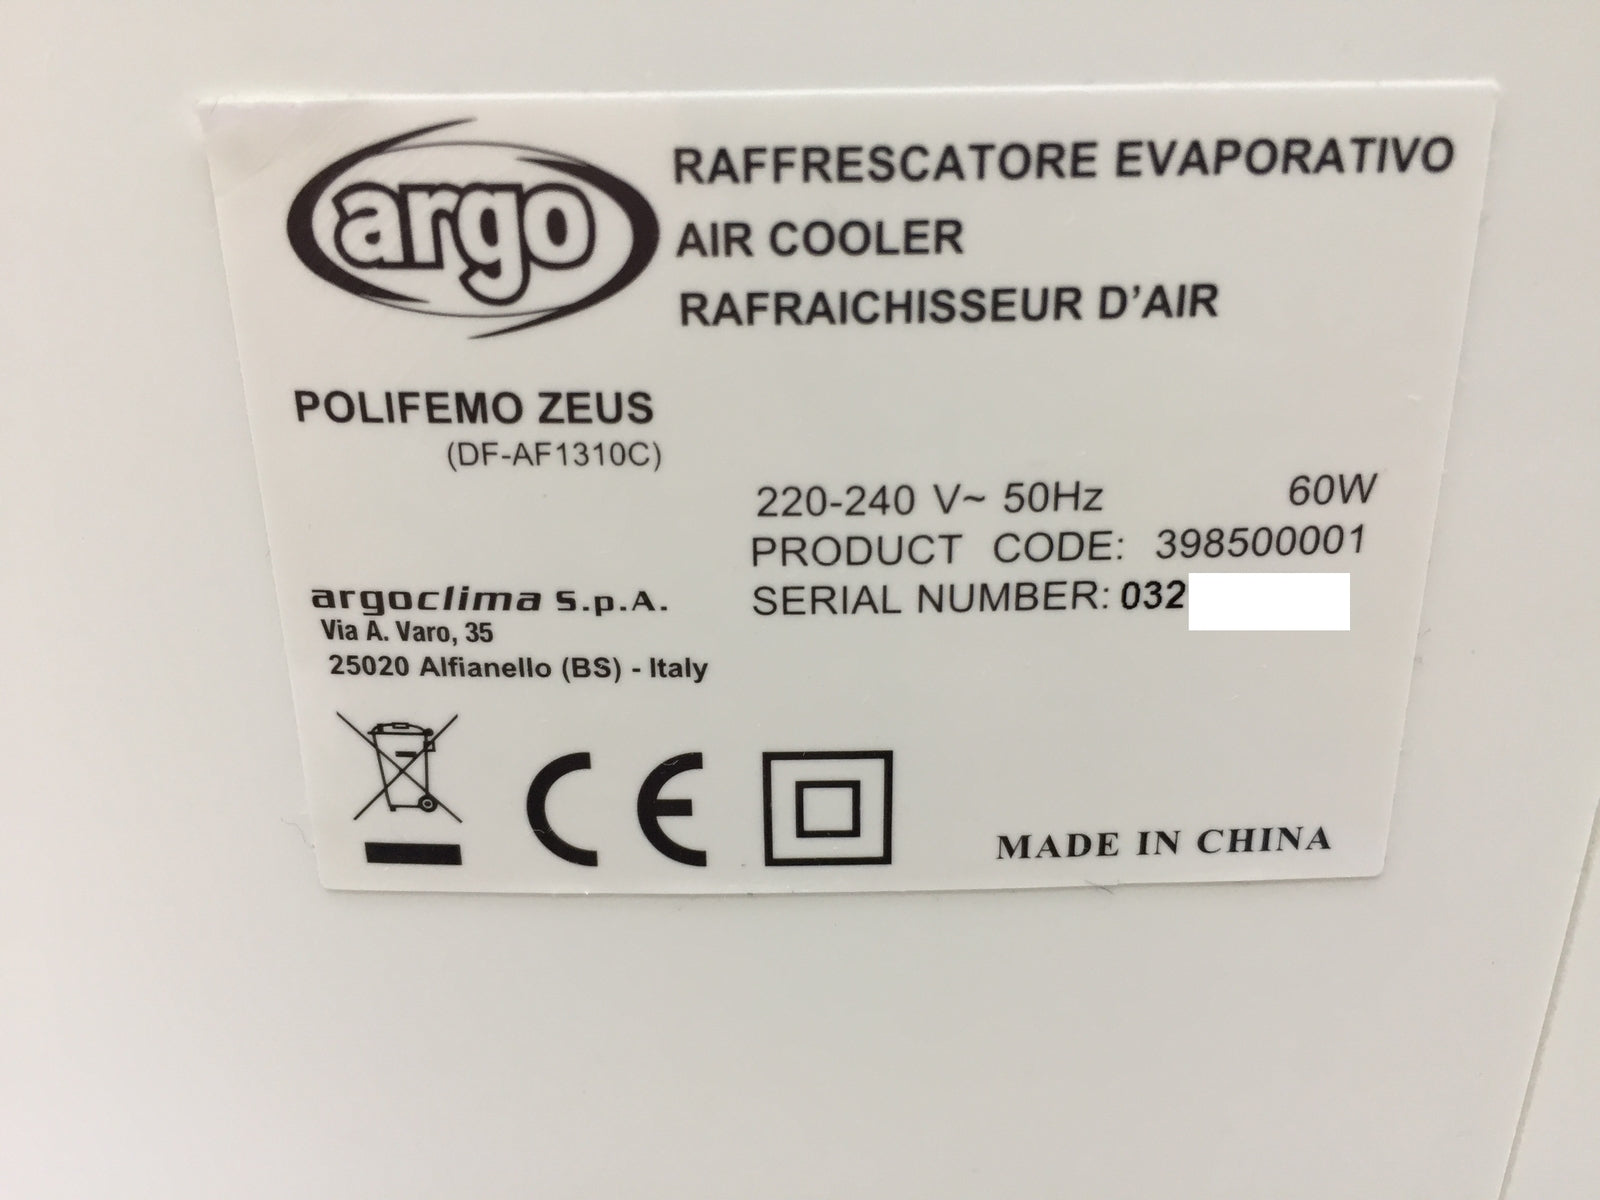 argo
RAFFRESCATORE EVAPORATIVO
AIR COOLER
RAFRAICHISSEUR D'AIR
POLIFEMO ZEUS
(DF-AF1310C)
220-240 V~ 50Hz 60W
PRODUCT CODE: 398500001
SERIAL NUMBER: 032
argoclima S.p.A.
Via A. Varo, 35
25020 Alfianello (BS) - Italy
CE
MADE IN CHINA